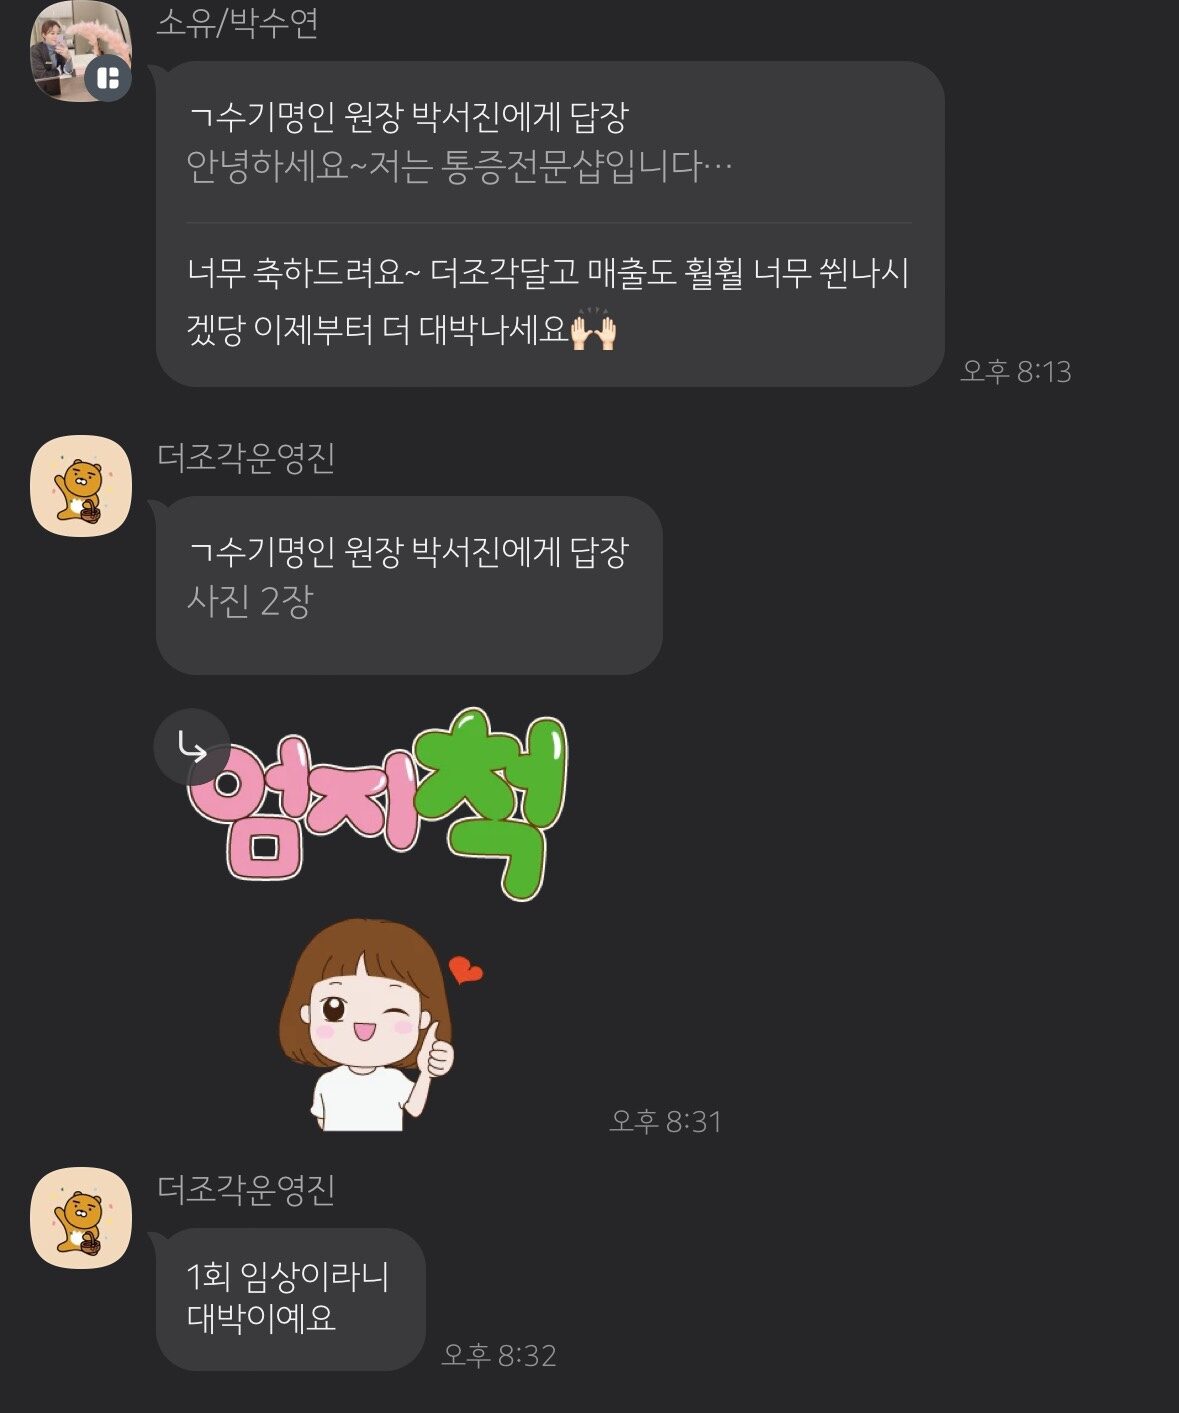 소유/박수연
ㄱ수기명인 원장 박서진에게 답장
안녕하세요~저는 통증전문샵입니다…
너무 축하드려요~ 더조각달고 매출도 훨훨 너무 쒼나시
겠당 이제부터 더 대박나세요🙌🏻
오후 8:13
더조각운영진
ㄱ수기명인 원장 박서진에게 답장
사진 2장
엄지척
오후 8:31
더조각운영진
1회 임상이라니
대박이예요
오후 8:32